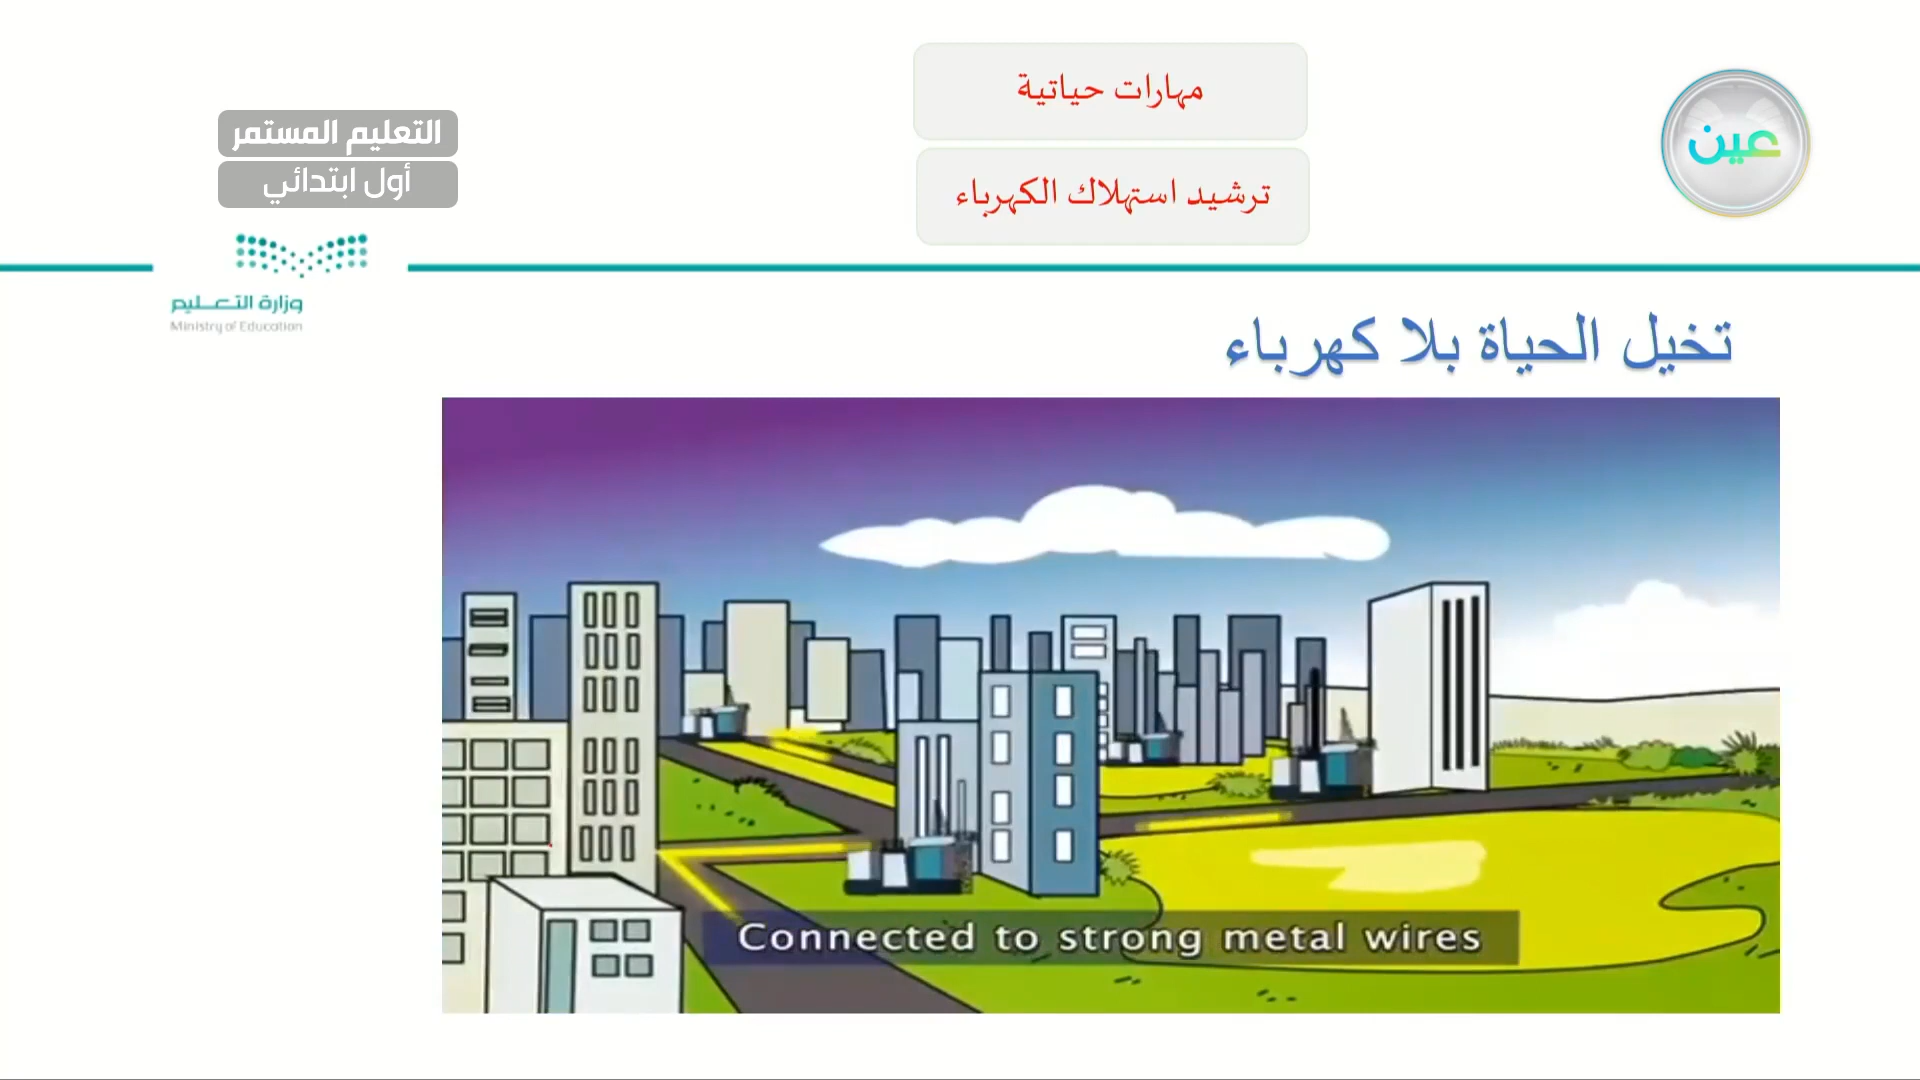 مهارات حياتية
ترشيد استهلاك الكهرباء
عين
التعليم المستمر
أول ابتدائي
وزارة التعليم
Ministry of Education
تخيل الحياة بلا كهرباء
Connected to strong metal wires